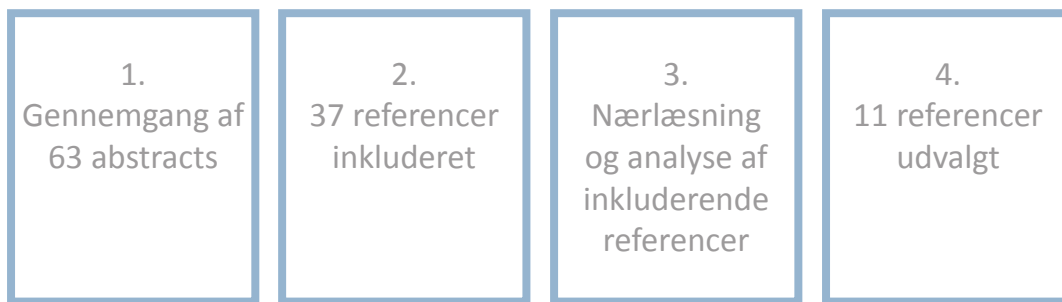 1.
Gennemgang af
63 abstracts
2.
37 referencer
inkluderet
3.
Nærlæsning
og analyse af
inkluderende
referencer
4.
11 referencer
udvalgt